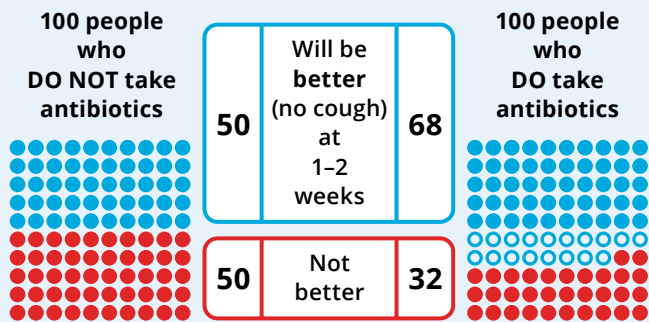 100 people
who
DO NOT take
antibiotics
50
Will be
better
(no cough)
at
1–2
weeks
68
50
Not
better
32
100 people
who
DO take
antibiotics